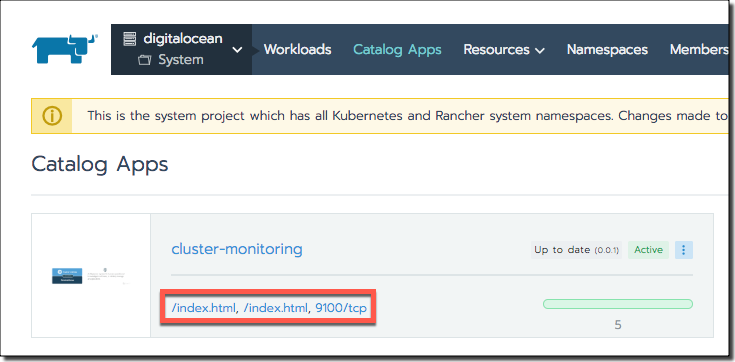 digitalocean
System
Workloads
Catalog Apps
Resources
Namespaces
Members
This is the system project which has all Kubernetes and Rancher system namespaces. Changes made to
Catalog Apps
cluster-monitoring
Up to date (0.0.1)
Active
/index.html, /index.html, 9100/tcp
5